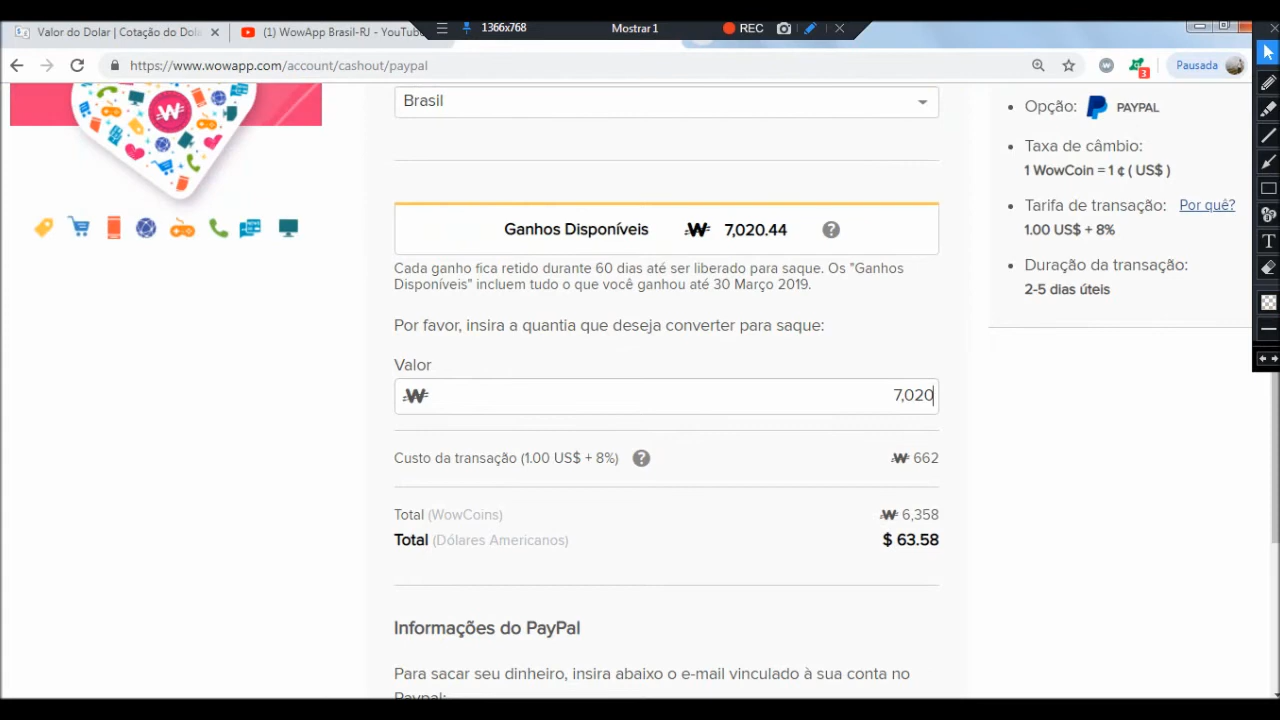 Valor do Dolar | Cotação do Dola
(1) WowApp Brasil-RJ - YouTube
1366x768
Mostrar 1
REC
https://www.wowapp.com/account/cashout/paypal
3
Pausada
Brasil
Ganhos Disponíveis
7,020.44
?
Cada ganho fica retido durante 60 dias até ser liberado para saque. Os "Ganhos
Disponíveis" incluem tudo o que você ganhou até 30 Março 2019.
Por favor, insira a quantia que deseja converter para saque:
Valor
7,020
Custo da transação (1.00 US$ + 8%)
?
662
Total (WowCoins)
6,358
Total (Dólares Americanos)
$ 63.58
Informações do PayPal
Para sacar seu dinheiro, insira abaixo o e-mail vinculado à sua conta no
Paypal:
Opção: PAYPAL
Taxa de câmbio:
1 WowCoin = 1 ¢ ( US$ )
Tarifa de transação: Por quê?
1.00 US$ + 8%
Duração da transação:
2-5 dias úteis
T